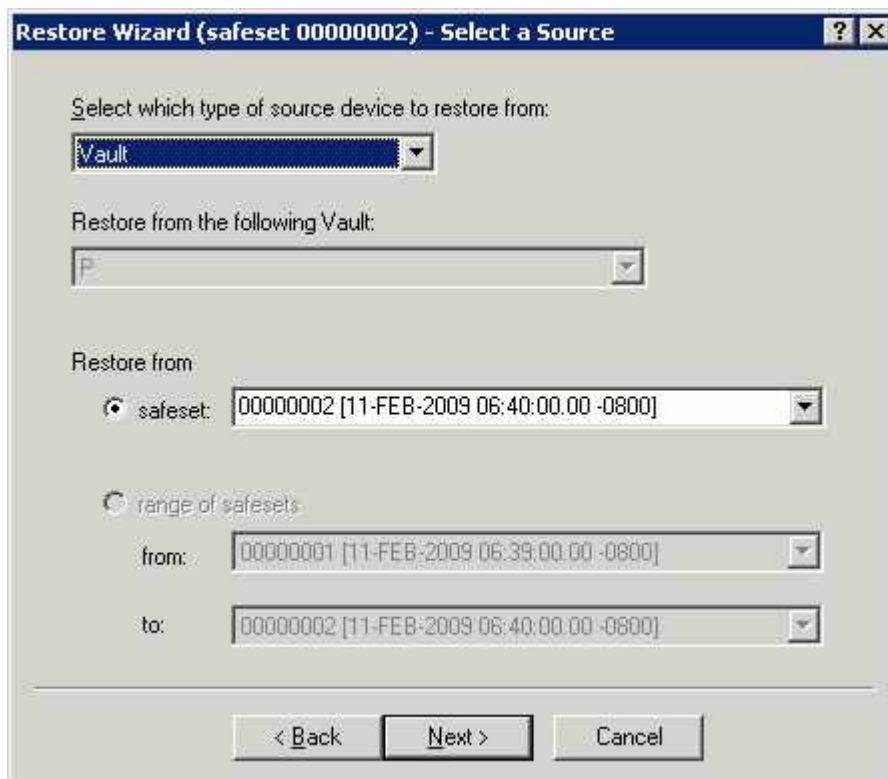 Restore Wizard (safeset 00000002) - Select a Source
Select which type of source device to restore from:
Vault
Restore from the following Vault:
P
Restore from
safeset: 00000002 [11-FEB-2009 06:40:00.00 -0800]
range of safesets
from: 00000001 [11-FEB-2009 06:39:00.00 -0800]
to: 00000002 [11-FEB-2009 06:40:00.00 -0800]
< Back Next > Cancel